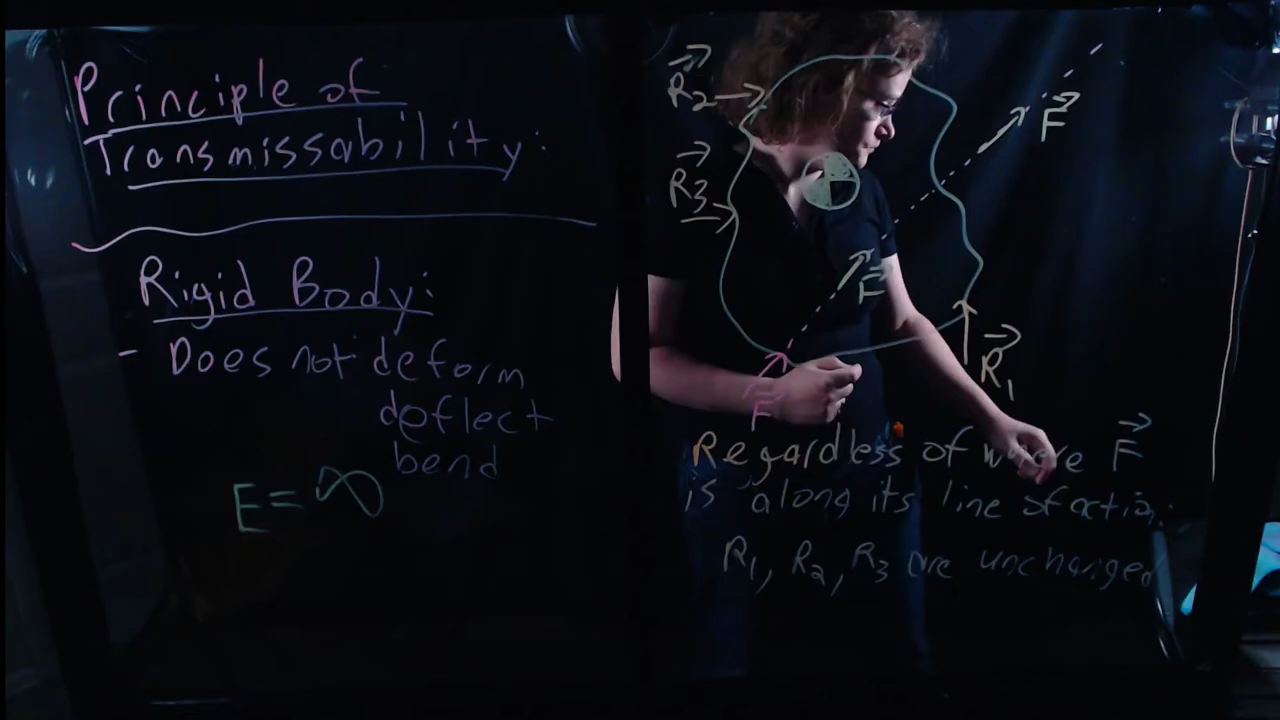 Principle of
Transmissability:
Rigid Body:
- Does not deform
deflect
bend
E = ∞
R2
R3
F
F
F
R1
Regardless of where F
is along its line of action:
R1, R2, R3 are unchanged